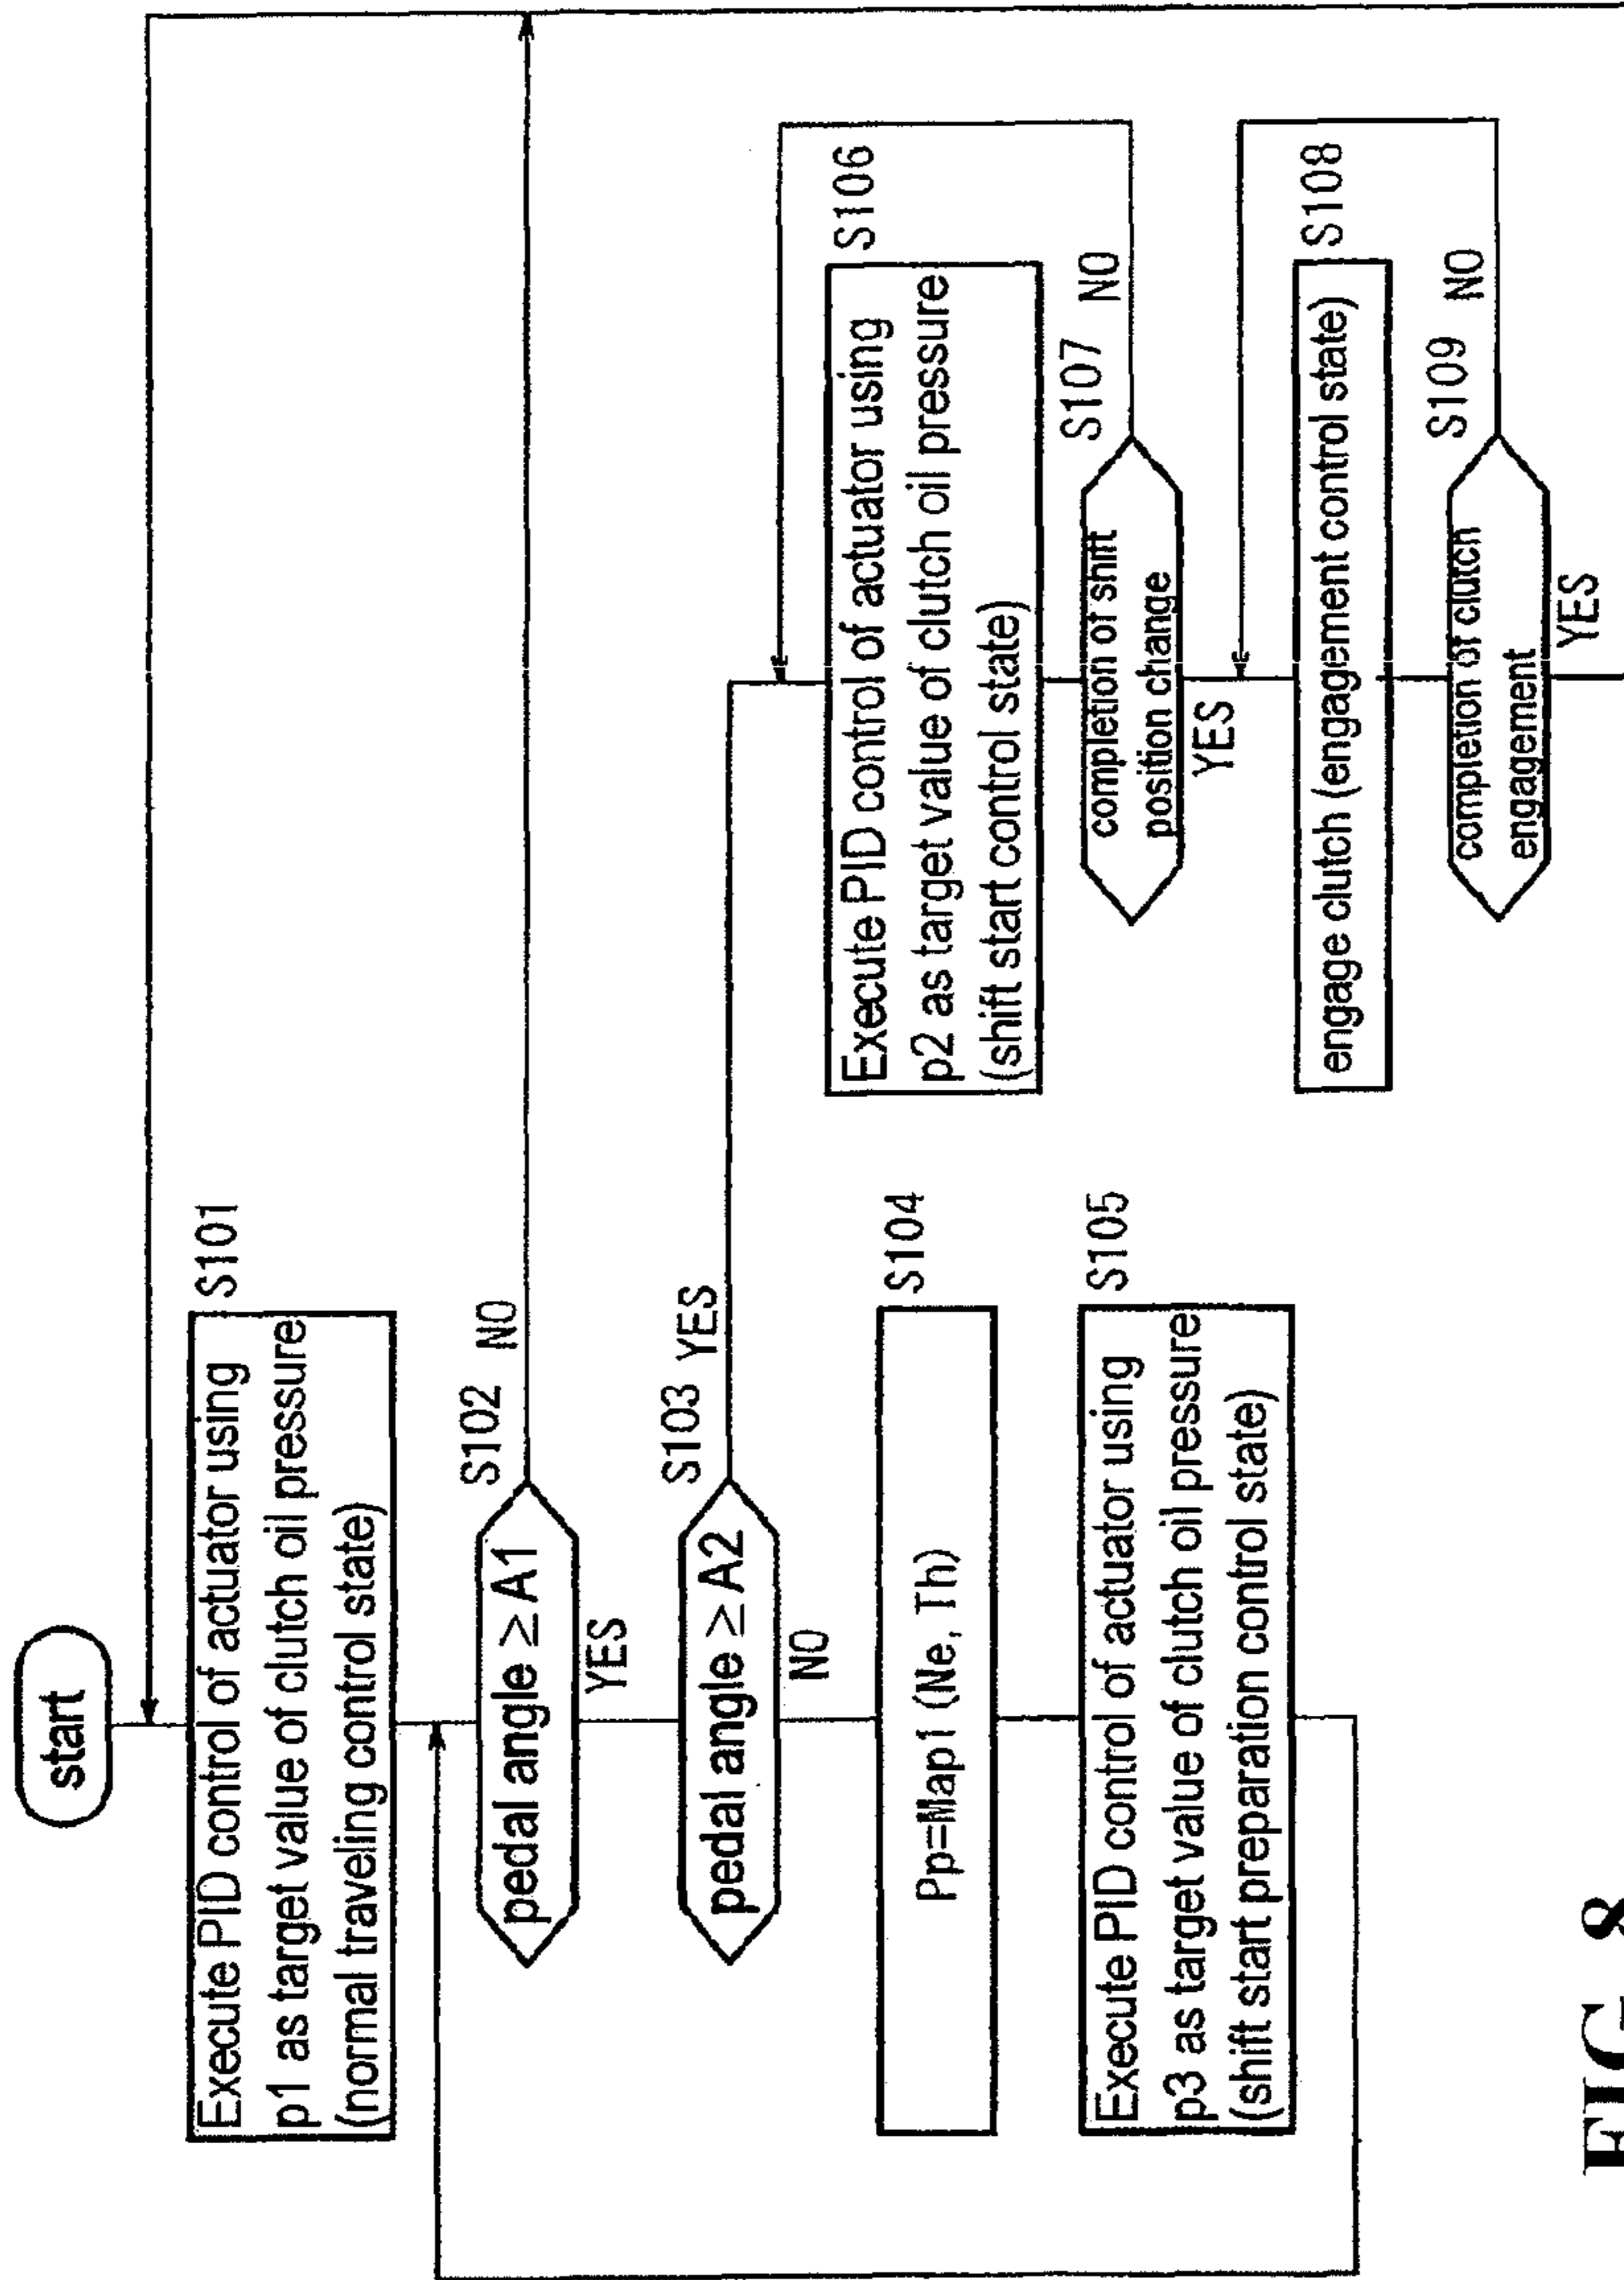 start
Execute PID control of actuator using
p1 as target value of clutch oil pressure
(normal traveling control state)
S101
pedal angle ≥ A1
S102
NO
YES
pedal angle ≥ A2
S103
YES
NO
Pp=Map1 (Ne, Th)
S104
Execute PID control of actuator using
p3 as target value of clutch oil pressure
(shift start preparation control state)
S105
Execute PID control of actuator using
p2 as target value of clutch oil pressure
(shift start control state)
S106
completion of shift
position change
S107
NO
YES
engage clutch (engagement control state)
S108
completion of clutch
engagement
S109
NO
YES
FIG. 8